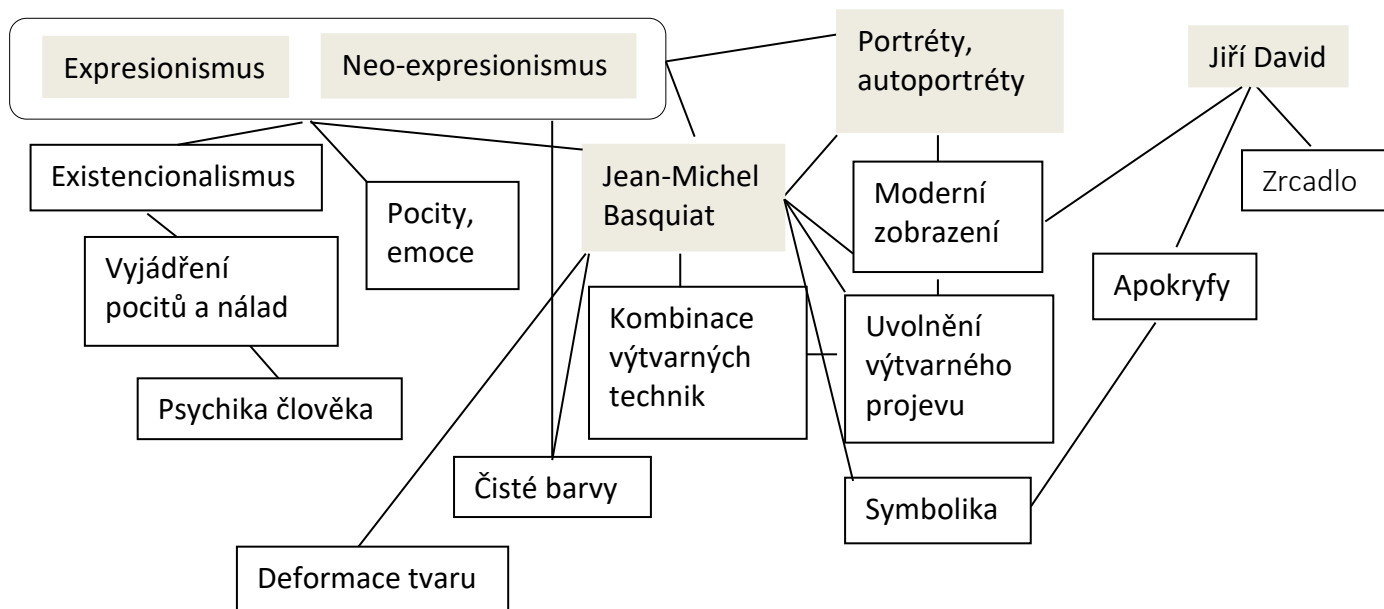 Expresionismus
Neo-expresionismus
Portréty,
autoportréty
Jiří David
Existencionalismus
Pocity,
emoce
Jean-Michel
Basquiat
Moderní
zobrazení
Zrcadlo
Vyjádření
pocitů a nálad
Kombinace
výtvarných
technik
Uvolnění
výtvarného
projevu
Apokryfy
Psychika člověka
Čisté barvy
Symbolika
Deformace tvaru